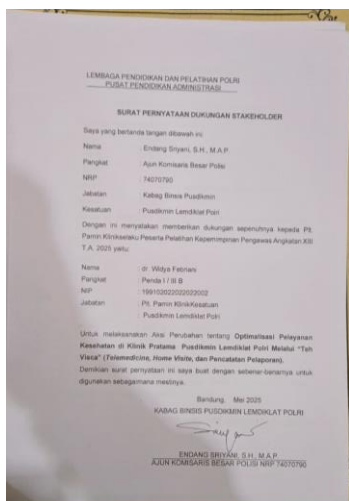 LEMBAGA PENDIDIKAN DAN PELATIHAN POLRI
PUSAT PENDIDIKAN ADMINISTRASI
SURAT PERNYATAAN DUKUNGAN STAKEHOLDER
Saya yang bertanda tangan dibawah ini:
Nama : Endang Sriyani, S.H., M.A.P.
Pangkat : Ajun Komisaris Besar Polisi
NRP : 74070790
Jabatan : Kabag Binsis Pusdikmin
Kesatuan : Pusdikmin Lemdiklat Polri
Dengan ini menyatakan memberikan dukungan sepenuhnya kepada Plt.
Pamin Klinikselaku Peserta Pelatihan Kepemimpinan Pengawas Angkatan XIII
T.A. 2025 yaitu:
Nama : dr. Widya Febriani
Pangkat : Penda I / III B
NIP : 199102022022022002
Jabatan : Plt. Pamin KlinikKesatuan
: Pusdikmin Lemdiklat Polri
Untuk melaksanakan Aksi Perubahan tentang Optimalisasi Pelayanan
Kesehatan di Klinik Pratama Pusdikmin Lemdiklat Polri Melalui "Teh
Visca" (Telemedicine, Home Visite, dan Pencatatan Pelaporan).
Demikian surat pernyataan ini saya buat dengan sebenar-benarnya untuk
digunakan sebagaimana mestinya.
Bandung, Mei 2025
KABAG BINSIS PUSDIKMIN LEMDIKLAT POLRI
ENDANG SRIYANI, S.H., M.A.P.
AJUN KOMISARIS BESAR POLISI NRP 74070790